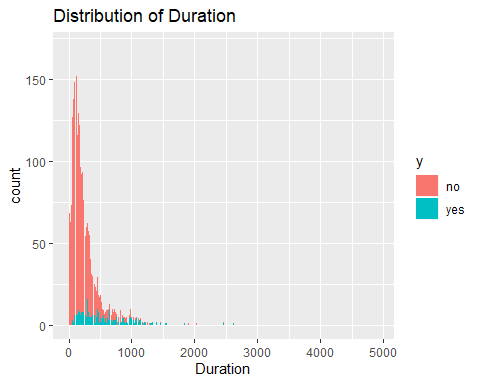 Distribution of Duration
150
100
50
0
count
0 1000 2000 3000 4000 5000
Duration
y
no
yes